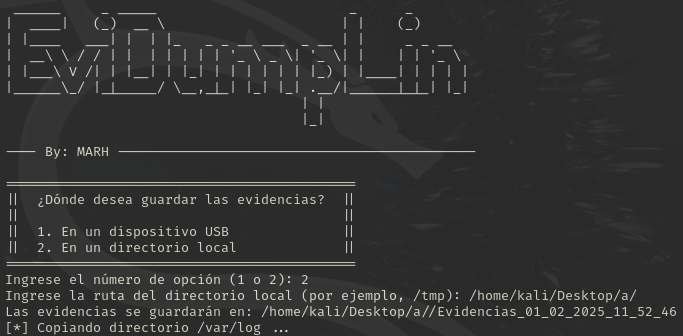 EviDumpLin
By: MARH
¿Dónde desea guardar las evidencias?
1. En un dispositivo USB
2. En un directorio local
Ingrese el número de opción (1 o 2): 2
Ingrese la ruta del directorio local (por ejemplo, /tmp): /home/kali/Desktop/a/
Las evidencias se guardarán en: /home/kali/Desktop/a//Evidencias_01_02_2025_11_52_46
[*] Copiando directorio /var/log ...